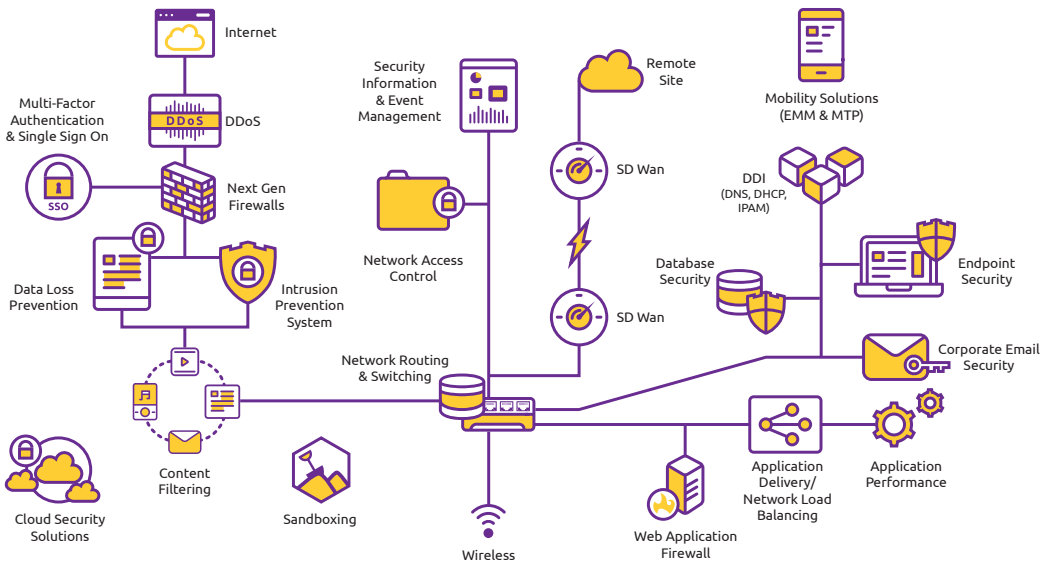 Internet
DDoS
DDoS
Multi-Factor
Authentication
& Single Sign On
SSO
Next Gen
Firewalls
Data Loss
Prevention
Intrusion
Prevention
System
Content
Filtering
Cloud Security
Solutions
Sandboxing
Security
Information
& Event
Management
Network Access
Control
Network Routing
& Switching
Wireless
Remote
Site
SD Wan
SD Wan
Mobility Solutions
(EMM & MTP)
DDI
(DNS, DHCP,
IPAM)
Database
Security
Endpoint
Security
Corporate Email
Security
Web Application
Firewall
Application
Delivery/
Network Load
Balancing
Application
Performance